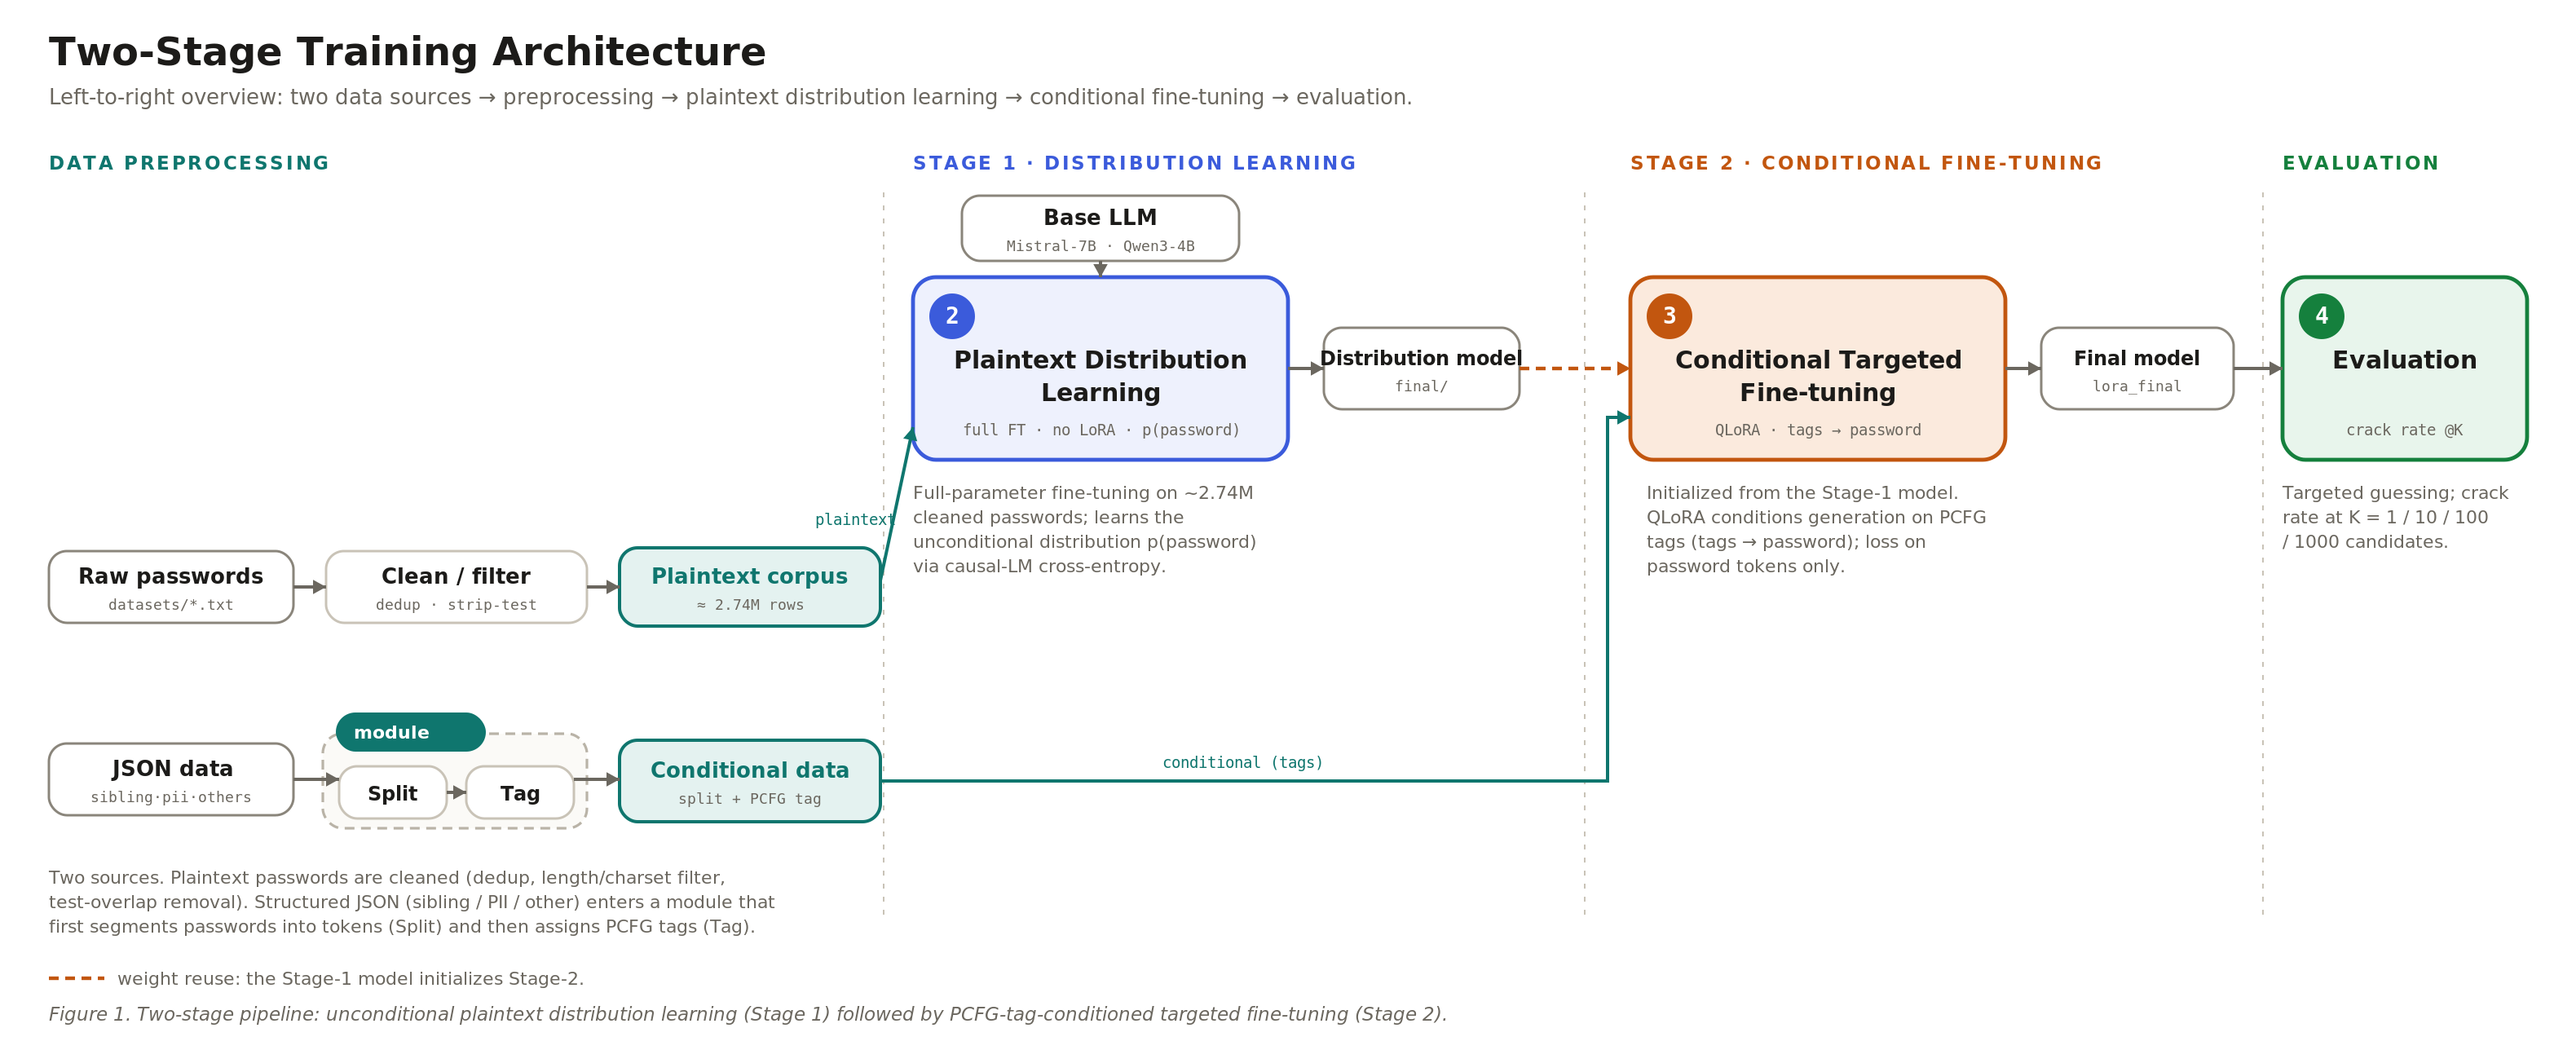 Two-Stage Training Architecture
Left-to-right overview: two data sources → preprocessing → plaintext distribution learning → conditional fine-tuning → evaluation.
DATA PREPROCESSING
STAGE 1 · DISTRIBUTION LEARNING
STAGE 2 · CONDITIONAL FINE-TUNING
EVALUATION
Base LLM
Mistral-7B · Qwen3-4B
2
Plaintext Distribution
Learning
full FT · no LoRA · p(password)
Distribution model
final/
3
Conditional Targeted
Fine-tuning
QLoRA · tags → password
Final model
lora_final
4
Evaluation
crack rate @K
Full-parameter fine-tuning on ~2.74M
cleaned passwords; learns the
unconditional distribution p(password)
via causal-LM cross-entropy.
Initialized from the Stage-1 model.
QLoRA conditions generation on PCFG
tags (tags → password); loss on
password tokens only.
Targeted guessing; crack
rate at K = 1 / 10 / 100
/ 1000 candidates.
plaintext
Raw passwords
datasets/*.txt
Clean / filter
dedup · strip-test
Plaintext corpus
≈ 2.74M rows
module
JSON data
sibling·pii·others
Split
Tag
Conditional data
split + PCFG tag
conditional (tags)
Two sources. Plaintext passwords are cleaned (dedup, length/charset filter,
test-overlap removal). Structured JSON (sibling / PII / other) enters a module that
first segments passwords into tokens (Split) and then assigns PCFG tags (Tag).
weight reuse: the Stage-1 model initializes Stage-2.
Figure 1. Two-stage pipeline: unconditional plaintext distribution learning (Stage 1) followed by PCFG-tag-conditioned targeted fine-tuning (Stage 2).